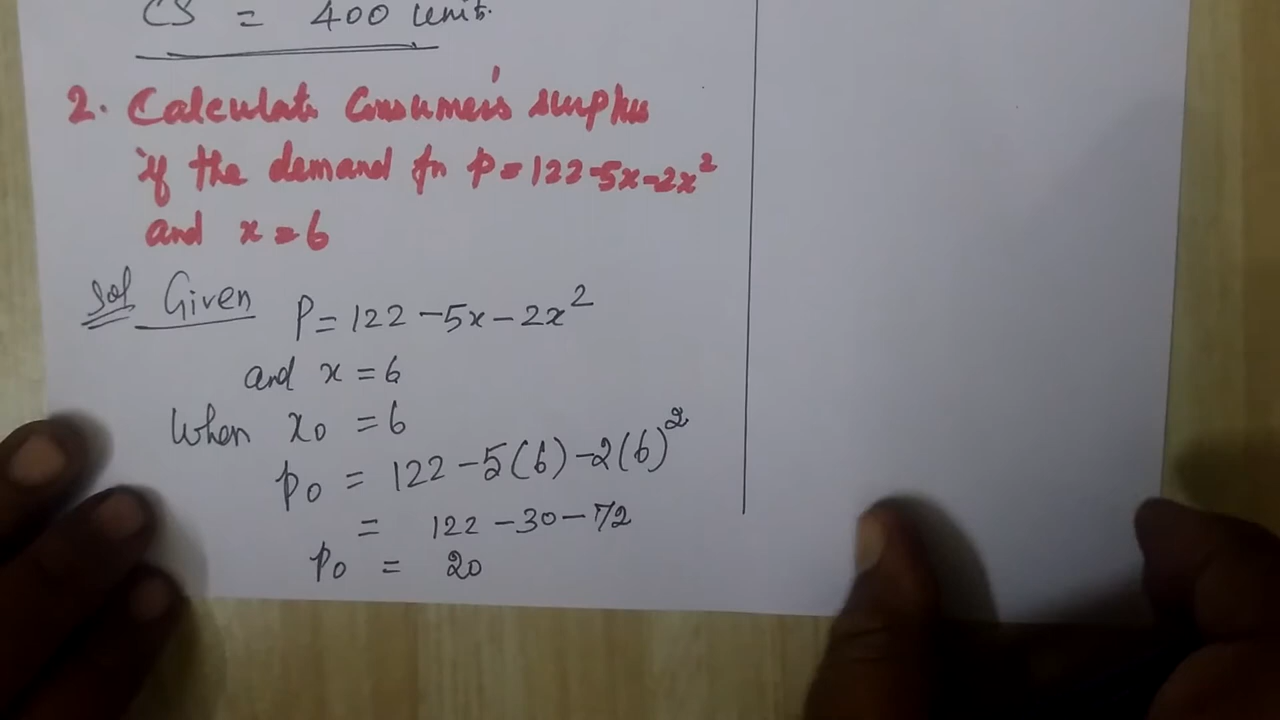 CS = 400 units.
2. Calculate Consumer's surplus
if the demand fn p=122-5x-2x²
and x=6
Sol Given P=122-5x-2x²
and x=6
When x₀ =6
p₀ = 122-5(6)-2(6)²
= 122-30-72
p₀ = 20